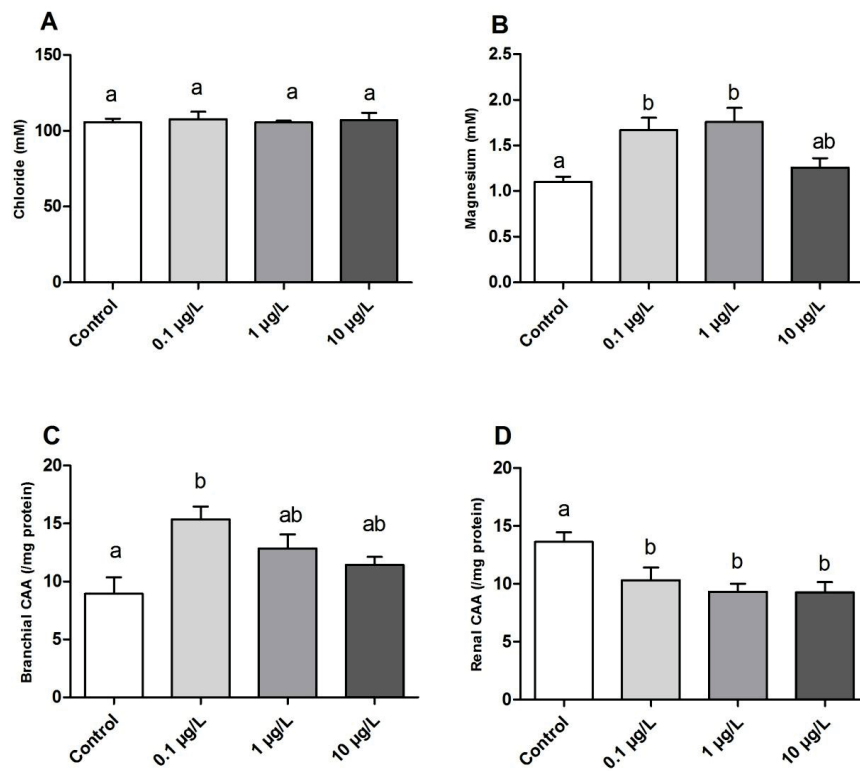 A
Chloride (mM)
150
100
50
0
a
a
a
a
Control
0.1 µg/L
1 µg/L
10 µg/L
B
Magnesium (mM)
2.5
2.0
1.5
1.0
0.5
0.0
a
b
b
ab
Control
0.1 µg/L
1 µg/L
10 µg/L
C
Branchial CAA (/mg protein)
20
15
10
5
0
a
b
ab
ab
Control
0.1 µg/L
1 µg/L
10 µg/L
D
Renal CAA (/mg protein)
20
15
10
5
0
a
b
b
b
Control
0.1 µg/L
1 µg/L
10 µg/L